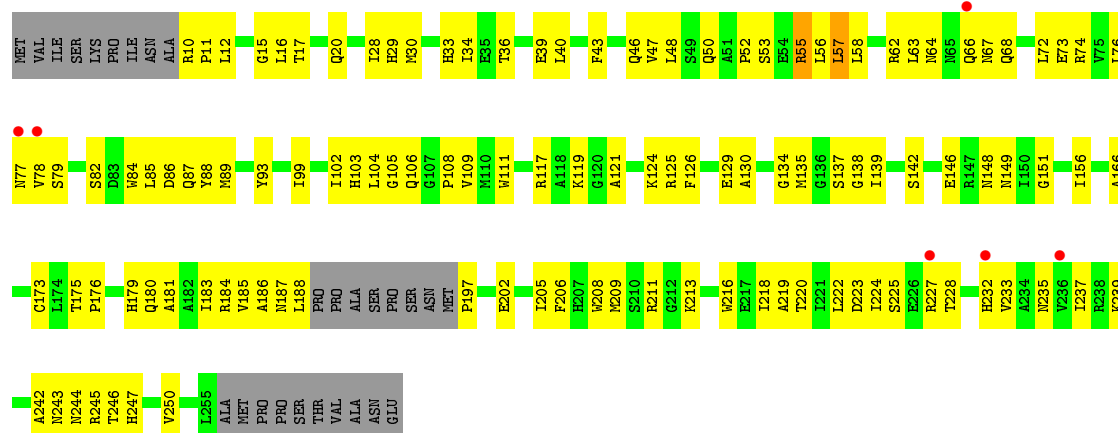 MET VAL ILE SER LYS PRO ILE ASN ALA R10 P11 L12 G15 L16 T17 Q20 I28 H29 M30 H33 I34 E35 T36 E39 L40 F43 Q46 V47 L48 S49 Q50 A51 P52 S53 E54 R55 L56 L57 L58 R62 L63 N64 N65 Q66 N67 Q68 L72 E73 R74 V75 L76
N77 V78 S79 S82 D83 W84 L85 D86 Q87 Y88 M89 Y93 I99 I102 H103 L104 G105 Q106 G107 P108 V109 M110 W111 R117 A118 K119 G120 A121 K124 R125 F126 E129 A130 G134 M135 G136 S137 G138 I139 S142 E146 R147 N148 N149 I150 G151 I156 A166
C173 L174 T175 P176 H179 Q180 A181 A182 I183 R184 V185 A186 N187 L188 PRO PRO ALA SER PRO SER ASN MET P197 E202 I205 F206 H207 W208 M209 S210 R211 G212 K213 W216 E217 I218 A219 T220 I221 L222 D223 I224 S225 E226 R227 T228 H232 V233 A234 N235 V236 I237 R238 K239
A242 N243 N244 R245 T246 H247 V250 L255 ALA MET PRO PRO SER THR VAL ALA ASN GLU